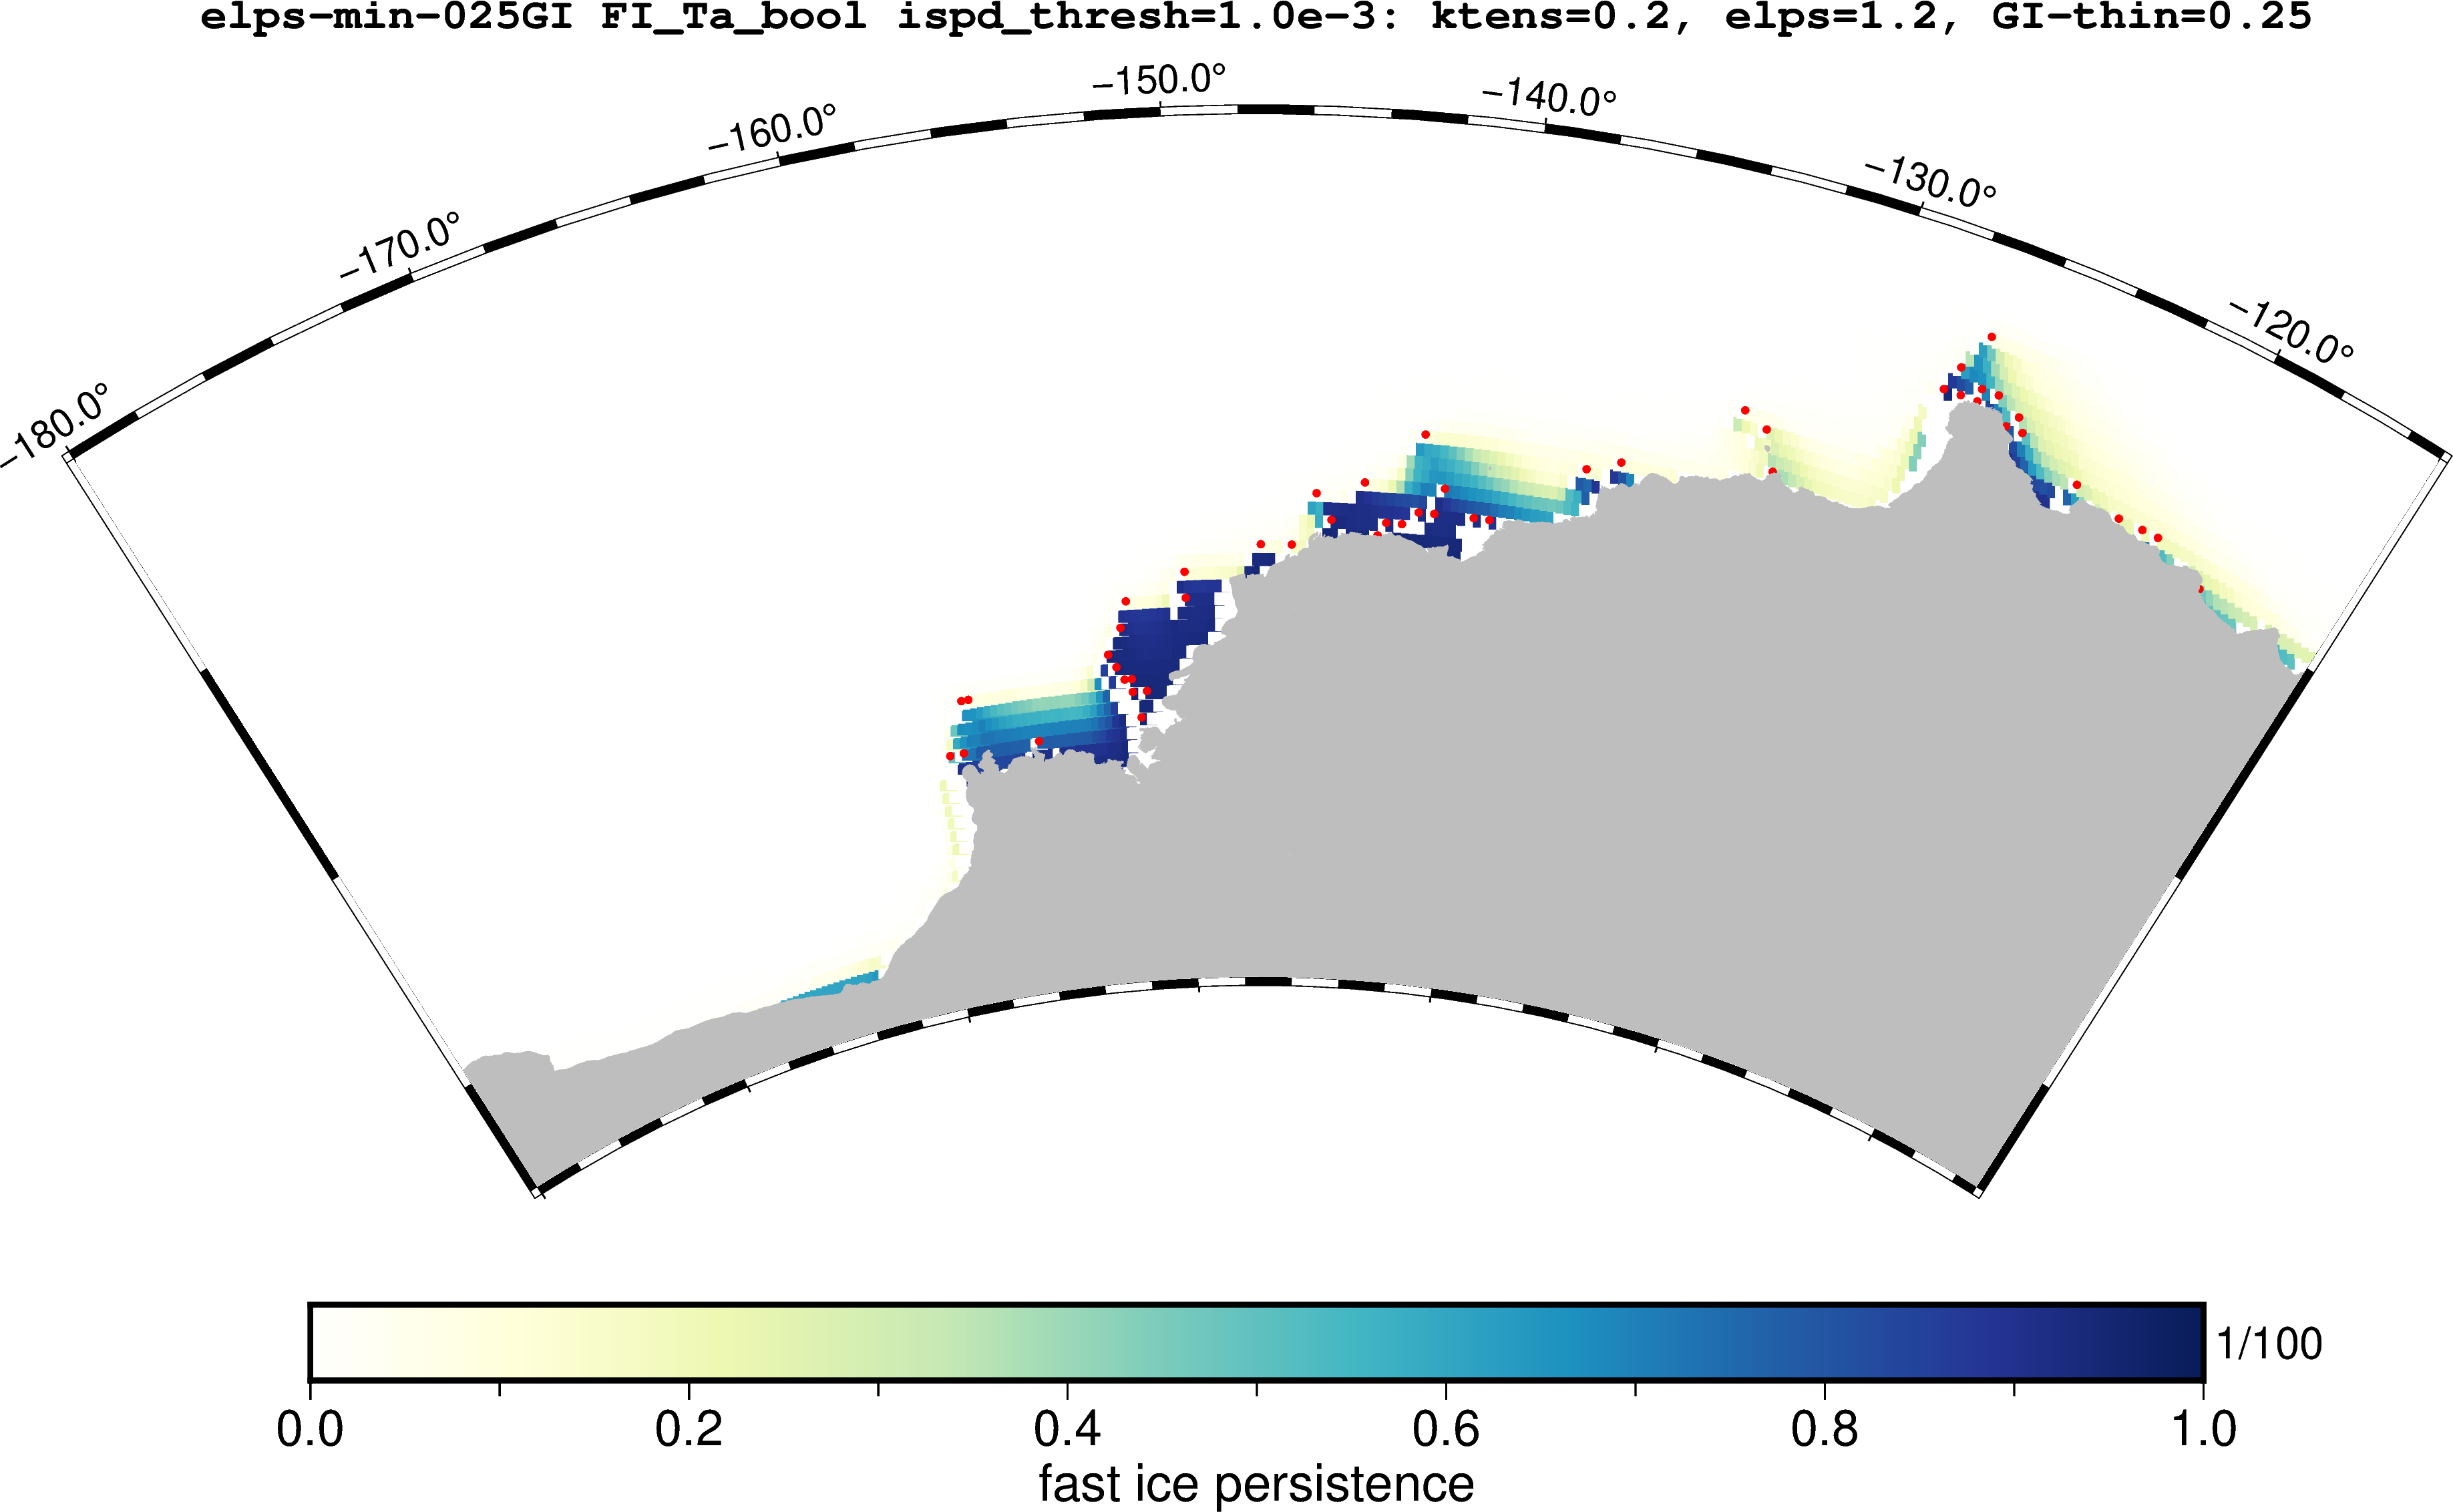 elps-min-025GI FI_Ta_bool ispd_thresh=1.0e-3: ktens=0.2, elps=1.2, GI-thin=0.25
-150.0°
-140.0°
-160.0°
-130.0°
-170.0°
-120.0°
-180.0°
1/100
0.0 0.2 0.4 0.6 0.8 1.0
fast ice persistence